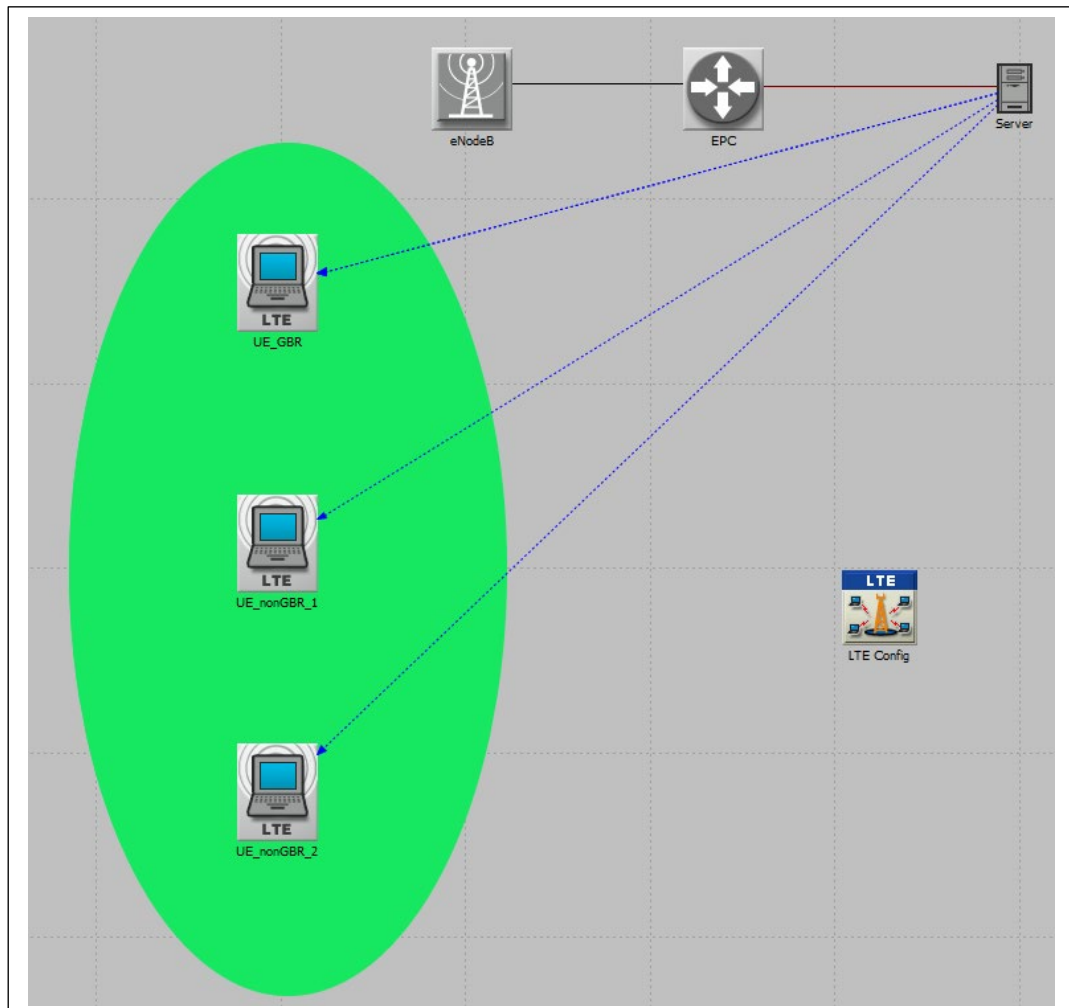 eNodeB
EPC
Server
LTE
UE_GBR
LTE
UE_nonGBR_1
LTE
LTE Config
LTE
UE_nonGBR_2